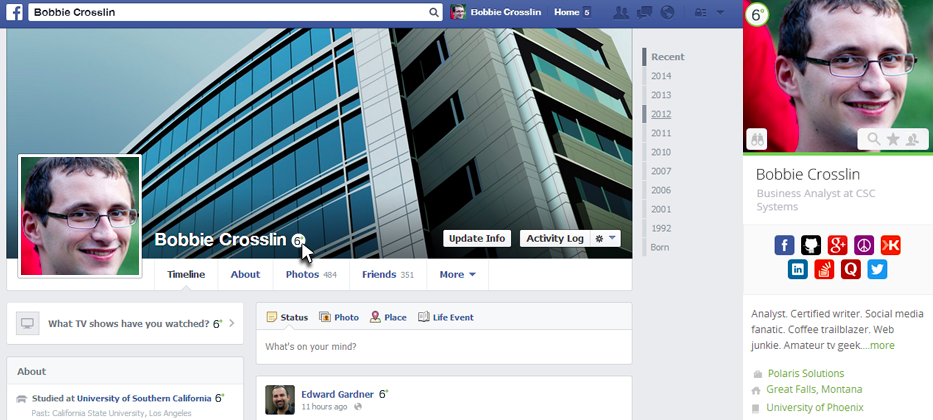 f Bobbie Crosslin
Bobbie Crosslin Home 5
Recent
2014
2013
2012
2011
2010
2007
2006
2001
1992
Born
Bobbie Crosslin 6°
Update Info
Activity Log
Timeline About Photos 484 Friends 351 More
What TV shows have you watched? 6°
Status Photo Place Life Event
What's on your mind?
About
Studied at University of Southern California 6°
Past: California State University, Los Angeles
Edward Gardner 6°
11 hours ago
6°
Bobbie Crosslin
Business Analyst at CSC
Systems
f g+ K
in Q
Analyst. Certified writer. Social media
fanatic. Coffee trailblazer. Web
junkie. Amateur tv geek....more
Polaris Solutions
Great Falls, Montana
University of Phoenix